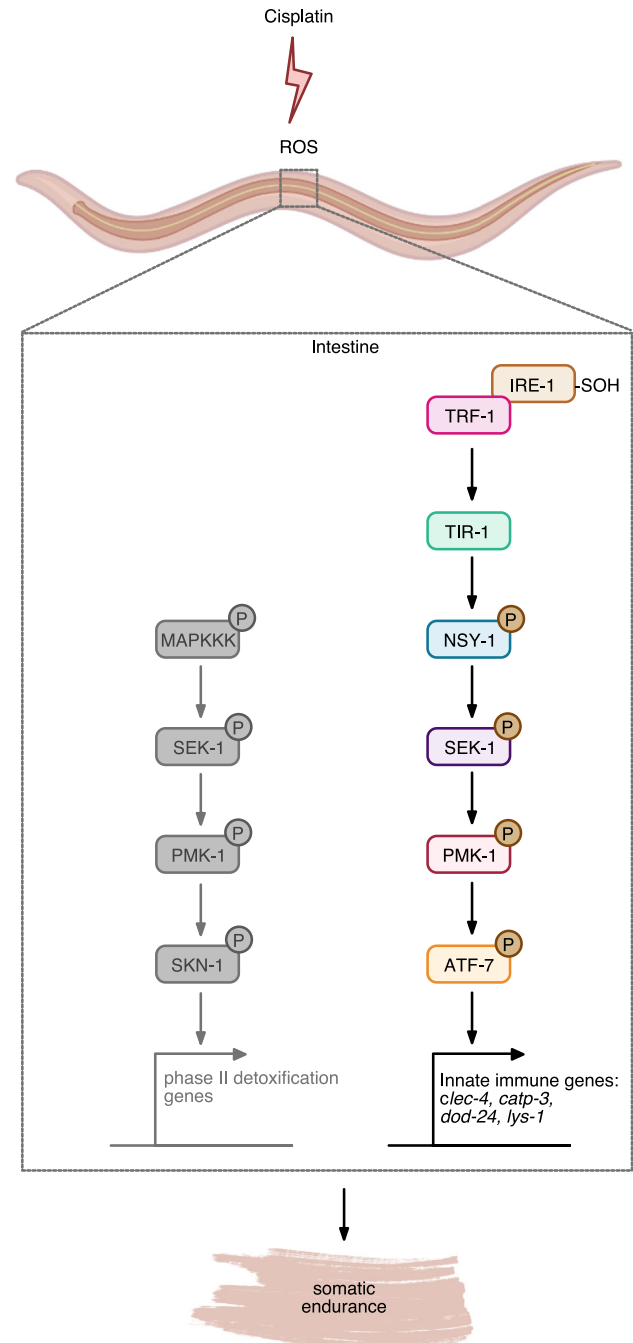 Cisplatin
ROS
Intestine
IRE-1
-SOH
TRF-1
TIR-1
MAPKKK
P
NSY-1
P
SEK-1
P
SEK-1
P
PMK-1
P
PMK-1
P
SKN-1
P
ATF-7
P
phase II detoxification
genes
Innate immune genes:
clec-4, catp-3,
dod-24, lys-1
somatic
endurance